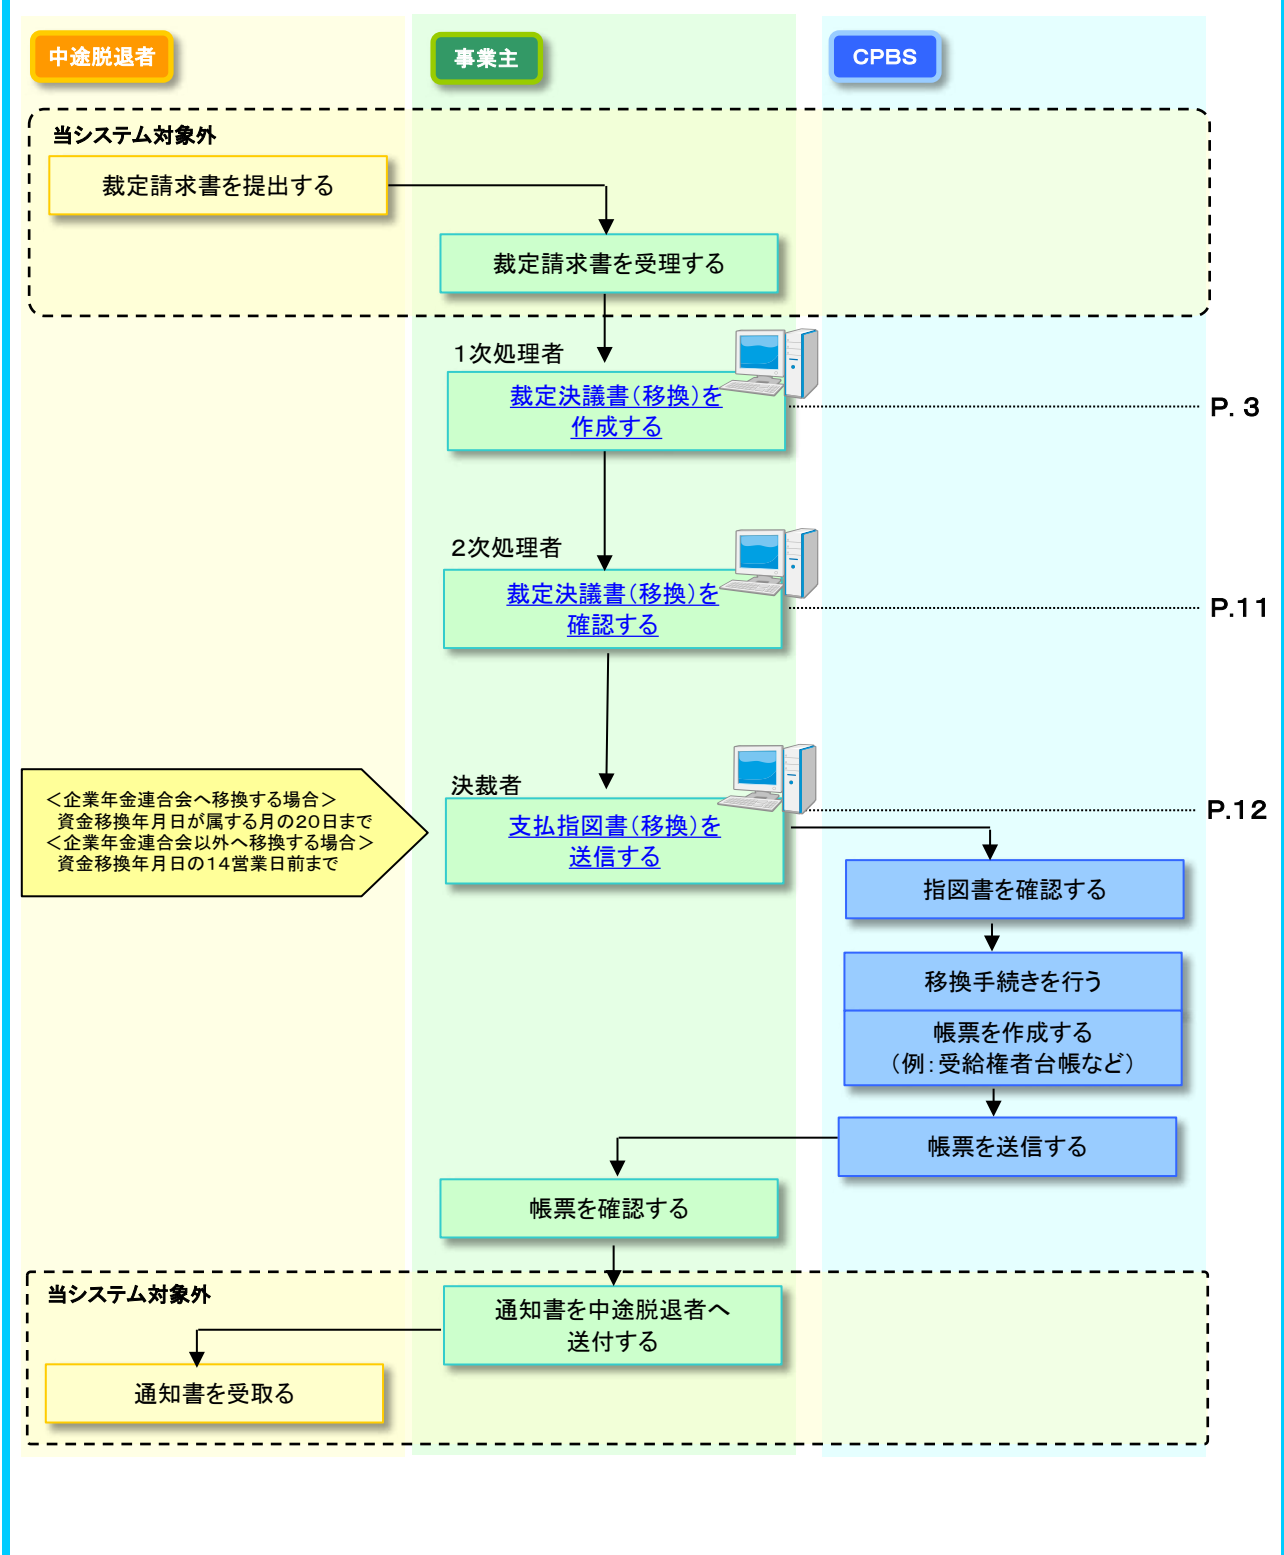 中途脱退者
事業主
CPBS
当システム対象外
裁定請求書を提出する
裁定請求書を受理する
１次処理者
裁定決議書（移換）を
作成する
P. 3
２次処理者
裁定決議書（移換）を
確認する
P.11
＜企業年金連合会へ移換する場合＞
資金移換年月日が属する月の２０日まで
＜企業年金連合会以外へ移換する場合＞
資金移換年月日の１４営業日前まで
決裁者
支払指図書（移換）を
送信する
P.12
指図書を確認する
移換手続きを行う
帳票を作成する
（例：受給権者台帳など）
帳票を送信する
帳票を確認する
当システム対象外
通知書を中途脱退者へ
送付する
通知書を受取る